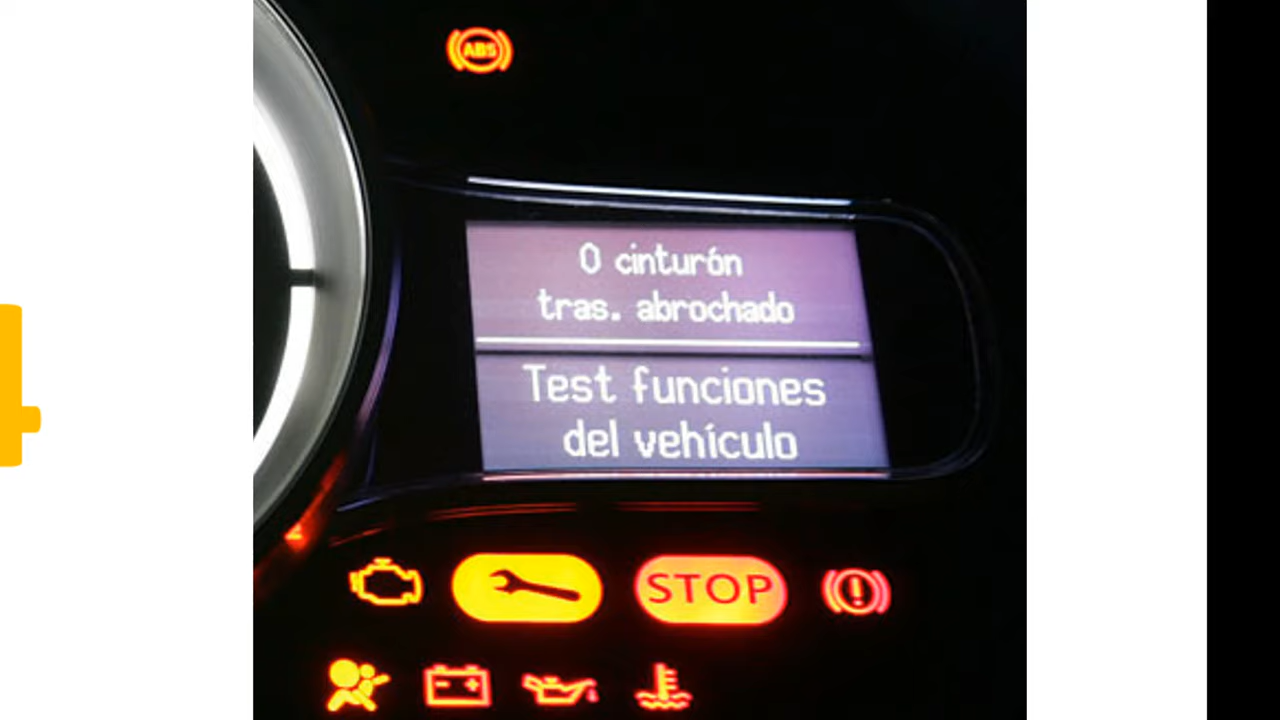 ABS
0 cinturón
tras. abrochado
Test funciones
del vehículo
STOP